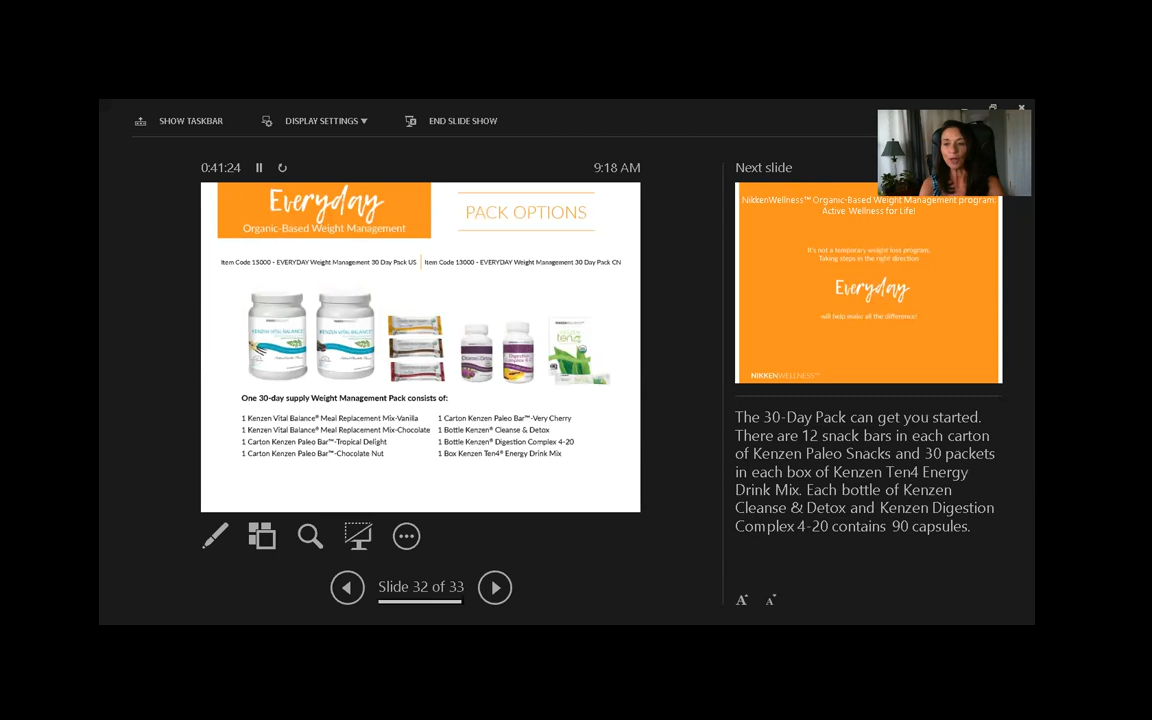 SHOW TASKBAR
DISPLAY SETTINGS
END SLIDE SHOW
0:41:24
9:18 AM
Everyday
Organic-Based Weight Management
PACK OPTIONS
Item Code 15000 - EVERYDAY Weight Management 30 Day Pack US
Item Code 13000 - EVERYDAY Weight Management 30 Day Pack CN
KENZEN VITAL BALANCE
KENZEN VITAL BALANCE
ten4
One 30-day supply Weight Management Pack consists of:
1 Kenzen Vital Balance® Meal Replacement Mix-Vanilla
1 Kenzen Vital Balance® Meal Replacement Mix-Chocolate
1 Carton Kenzen Paleo Bar™-Tropical Delight
1 Carton Kenzen Paleo Bar™-Chocolate Nut
1 Carton Kenzen Paleo Bar™-Very Cherry
1 Bottle Kenzen® Cleanse & Detox
1 Bottle Kenzen® Digestion Complex 4-20
1 Box Kenzen Ten4® Energy Drink Mix
Slide 32 of 33
Next slide
NikkenWellness™ Organic-Based Weight Management program:
Active Wellness for Life!
It's not a temporary weight loss program.
Taking steps in the right direction
Everyday
will help make all the difference!
NIKKENWELLNESS™
The 30-Day Pack can get you started.
There are 12 snack bars in each carton
of Kenzen Paleo Snacks and 30 packets
in each box of Kenzen Ten4 Energy
Drink Mix. Each bottle of Kenzen
Cleanse & Detox and Kenzen Digestion
Complex 4-20 contains 90 capsules.
A
A